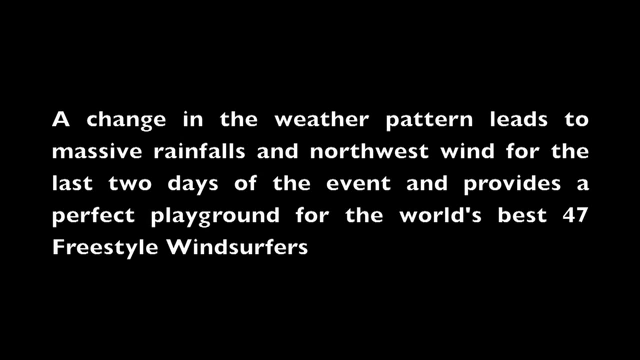 A change in the weather pattern leads to
massive rainfalls and northwest wind for the
last two days of the event and provides a
perfect playground for the world's best 47
Freestyle Windsurfers